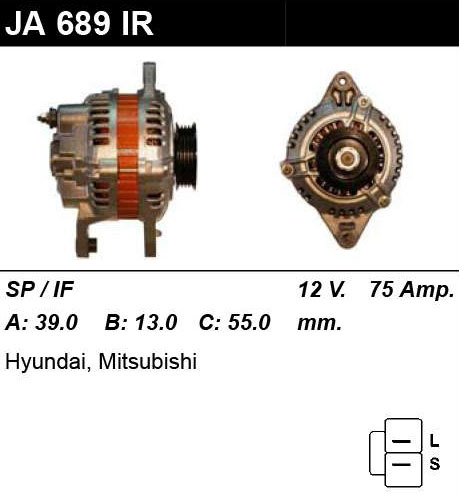 JA 689 IR
SP / IF 12 V. 75 Amp.
A: 39.0 B: 13.0 C: 55.0 mm.
Hyundai, Mitsubishi
L
S